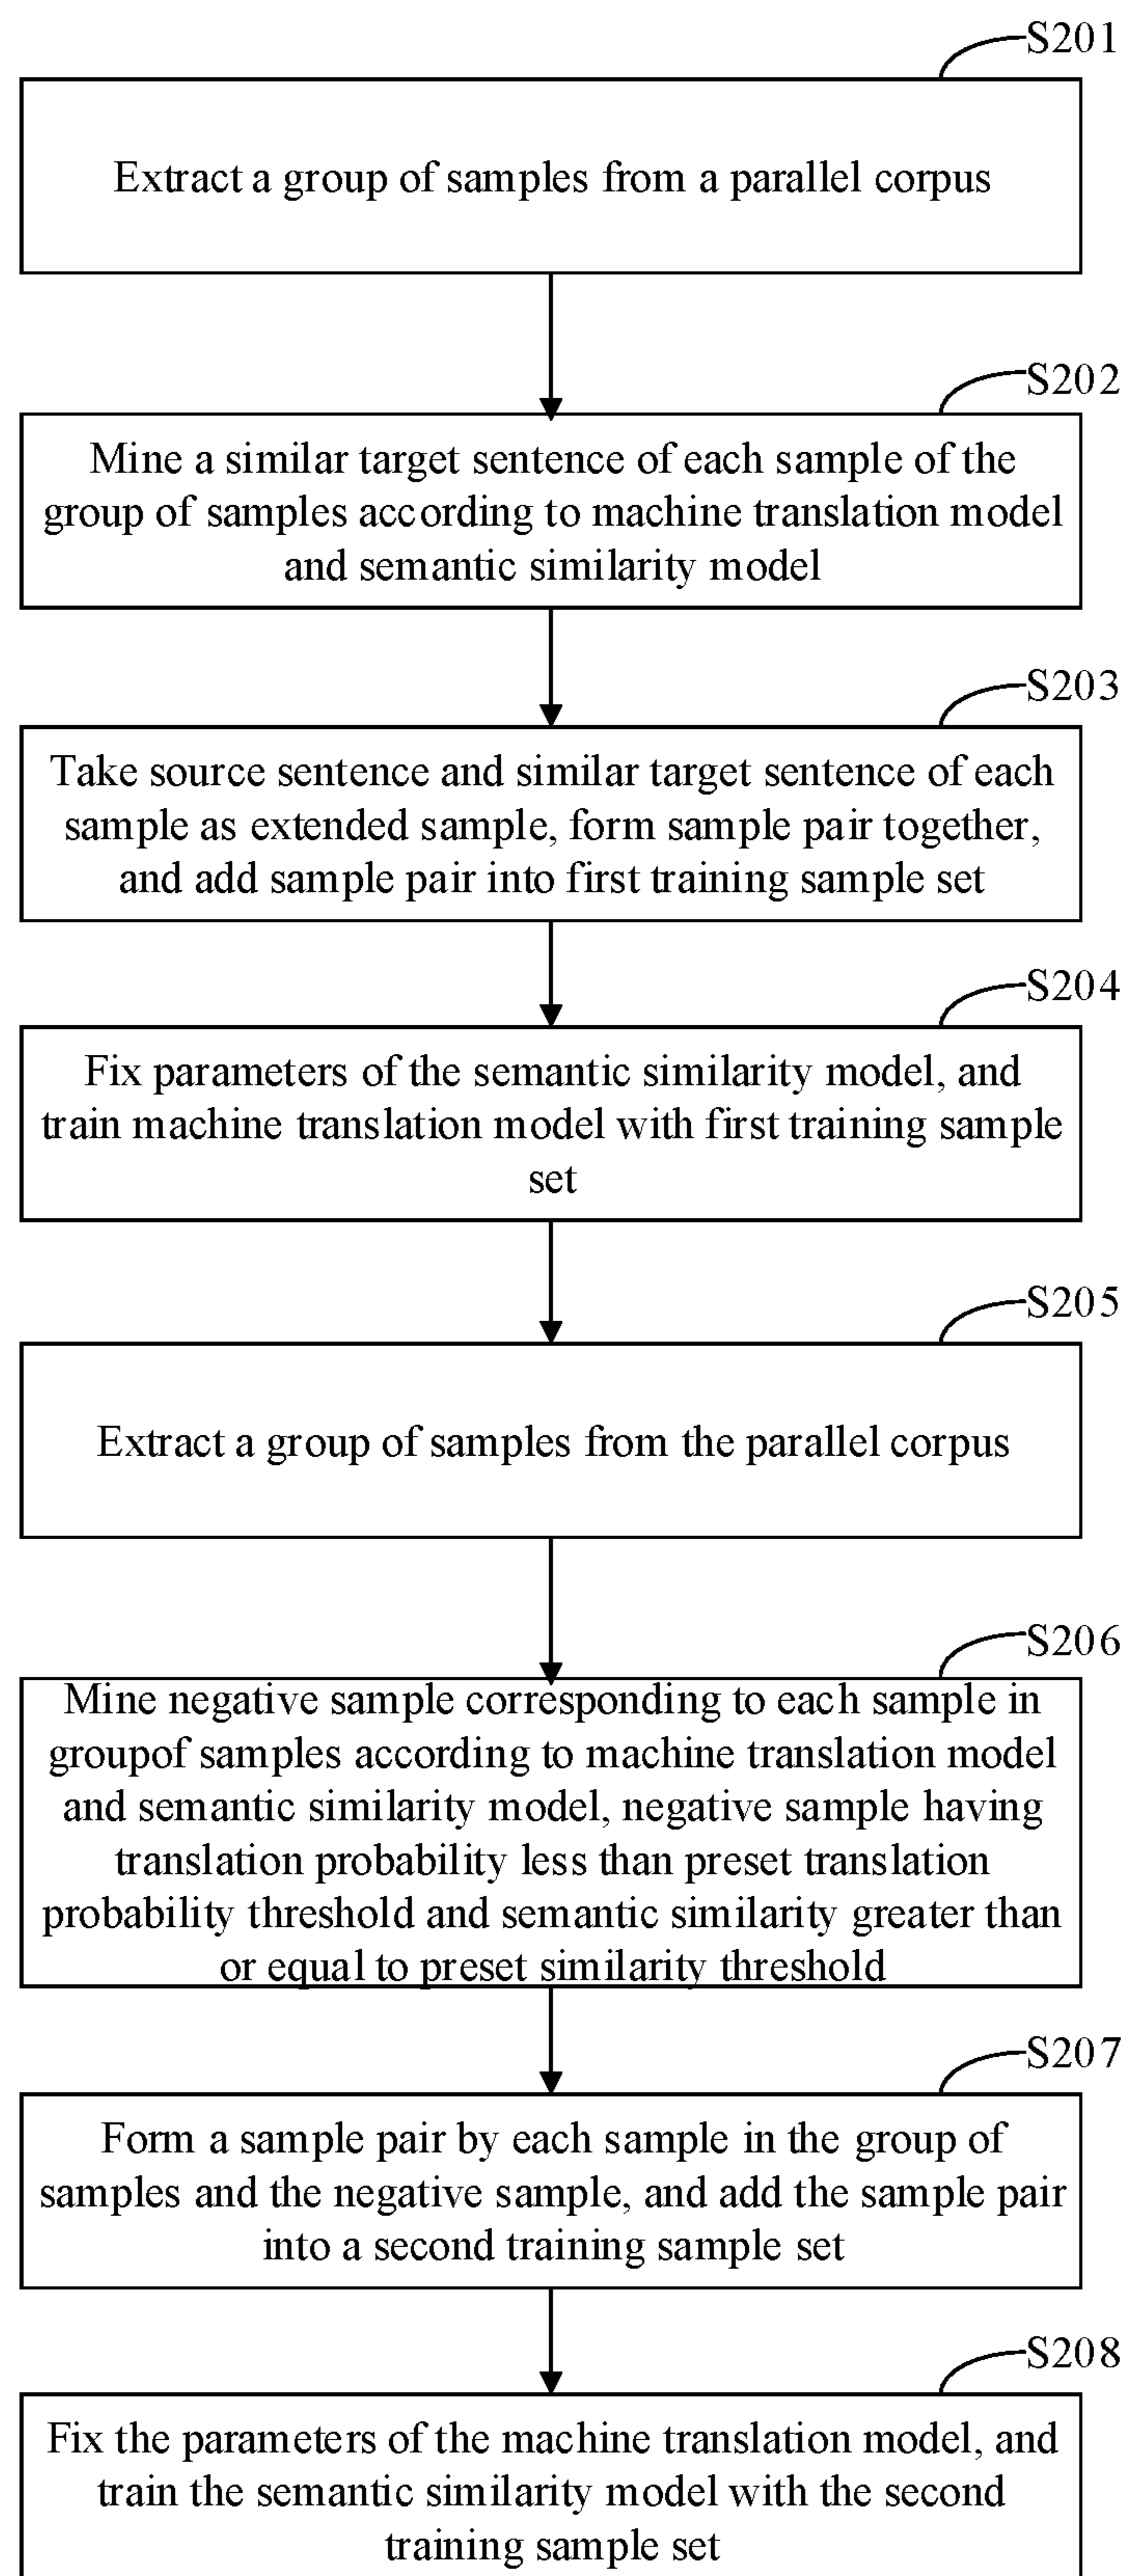 S201
Extract a group of samples from a parallel corpus
S202
Mine a similar target sentence of each sample of the
group of samples according to machine translation model
and semantic similarity model
S203
Take source sentence and similar target sentence of each
sample as extended sample, form sample pair together,
and add sample pair into first training sample set
S204
Fix parameters of the semantic similarity model, and
train machine translation model with first training sample
set
S205
Extract a group of samples from the parallel corpus
S206
Mine negative sample corresponding to each sample in
groupof samples according to machine translation model
and semantic similarity model, negative sample having
translation probability less than preset translation
probability threshold and semantic similarity greater than
or equal to preset similarity threshold
S207
Form a sample pair by each sample in the group of
samples and the negative sample, and add the sample pair
into a second training sample set
S208
Fix the parameters of the machine translation model, and
train the semantic similarity model with the second
training sample set